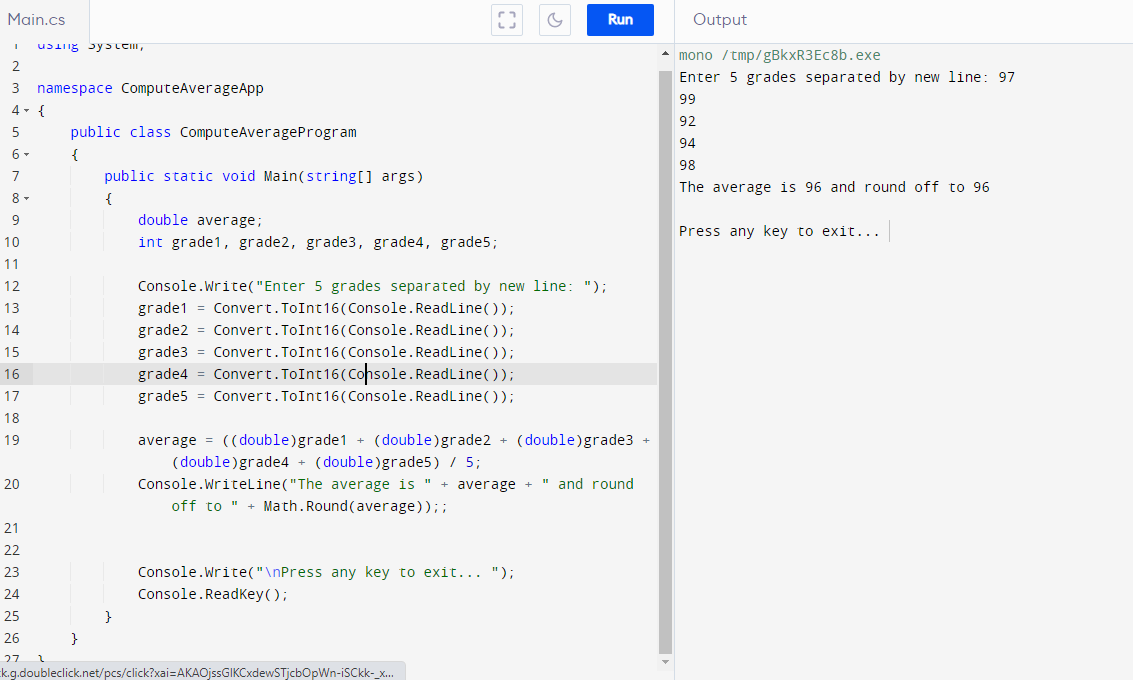 Main.cs
Run
Output
1 using System;
2
3 namespace ComputeAverageApp
4 {
5 public class ComputeAverageProgram
6 {
7 public static void Main(string[] args)
8 {
9 double average;
10 int grade1, grade2, grade3, grade4, grade5;
11
12 Console.Write("Enter 5 grades separated by new line: ");
13 grade1 = Convert.ToInt16(Console.ReadLine());
14 grade2 = Convert.ToInt16(Console.ReadLine());
15 grade3 = Convert.ToInt16(Console.ReadLine());
16 grade4 = Convert.ToInt16(Console.ReadLine());
17 grade5 = Convert.ToInt16(Console.ReadLine());
18
19 average = ((double)grade1 + (double)grade2 + (double)grade3 +
(double)grade4 + (double)grade5) / 5;
20 Console.WriteLine("The average is " + average + " and round
off to " + Math.Round(average));;
21
22
23 Console.Write("\nPress any key to exit... ");
24 Console.ReadKey();
25 }
26 }
27 }
ck.g.doubleclick.net/pcs/click?xai=AKAOjssGlKCxdewSTjcbOpWn-iSCkk-_x...
mono /tmp/gBkxR3Ec8b.exe
Enter 5 grades separated by new line: 97
99
92
94
98
The average is 96 and round off to 96
Press any key to exit...